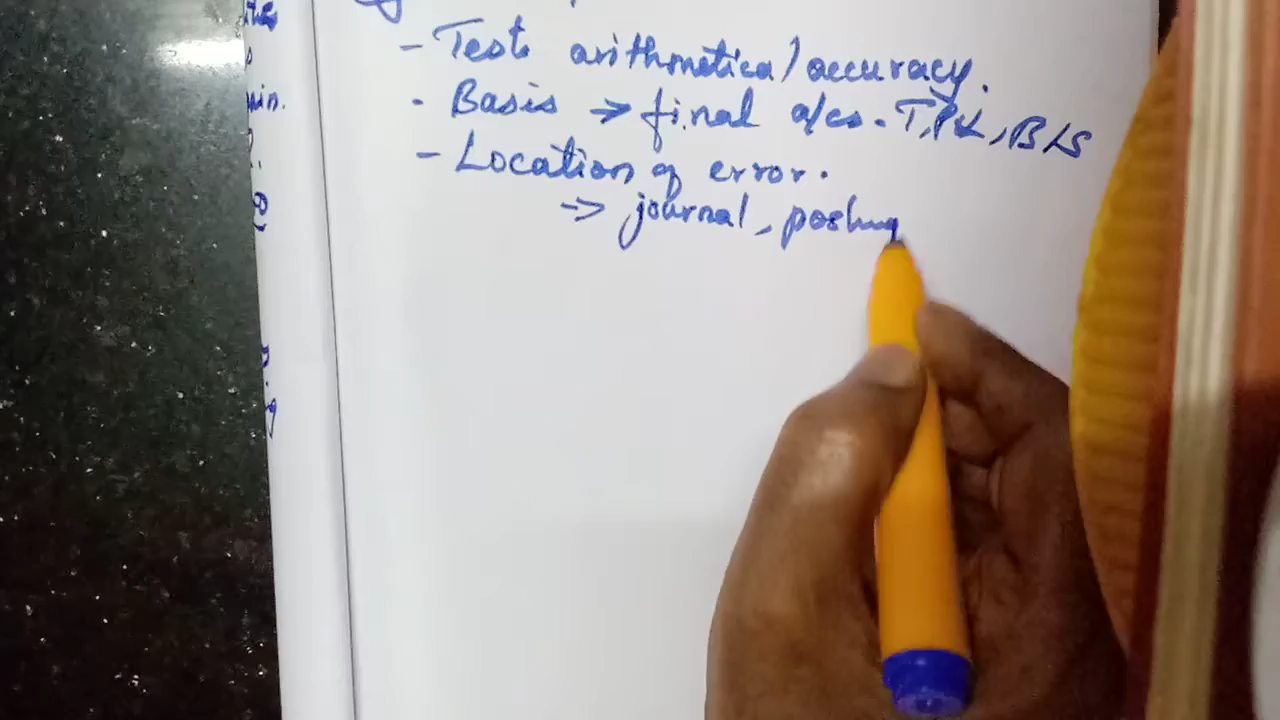 - Tests arithmetical accuracy.
- Basis → final a/cs. T, P&L, B/S
- Location of error.
→ journal, posting